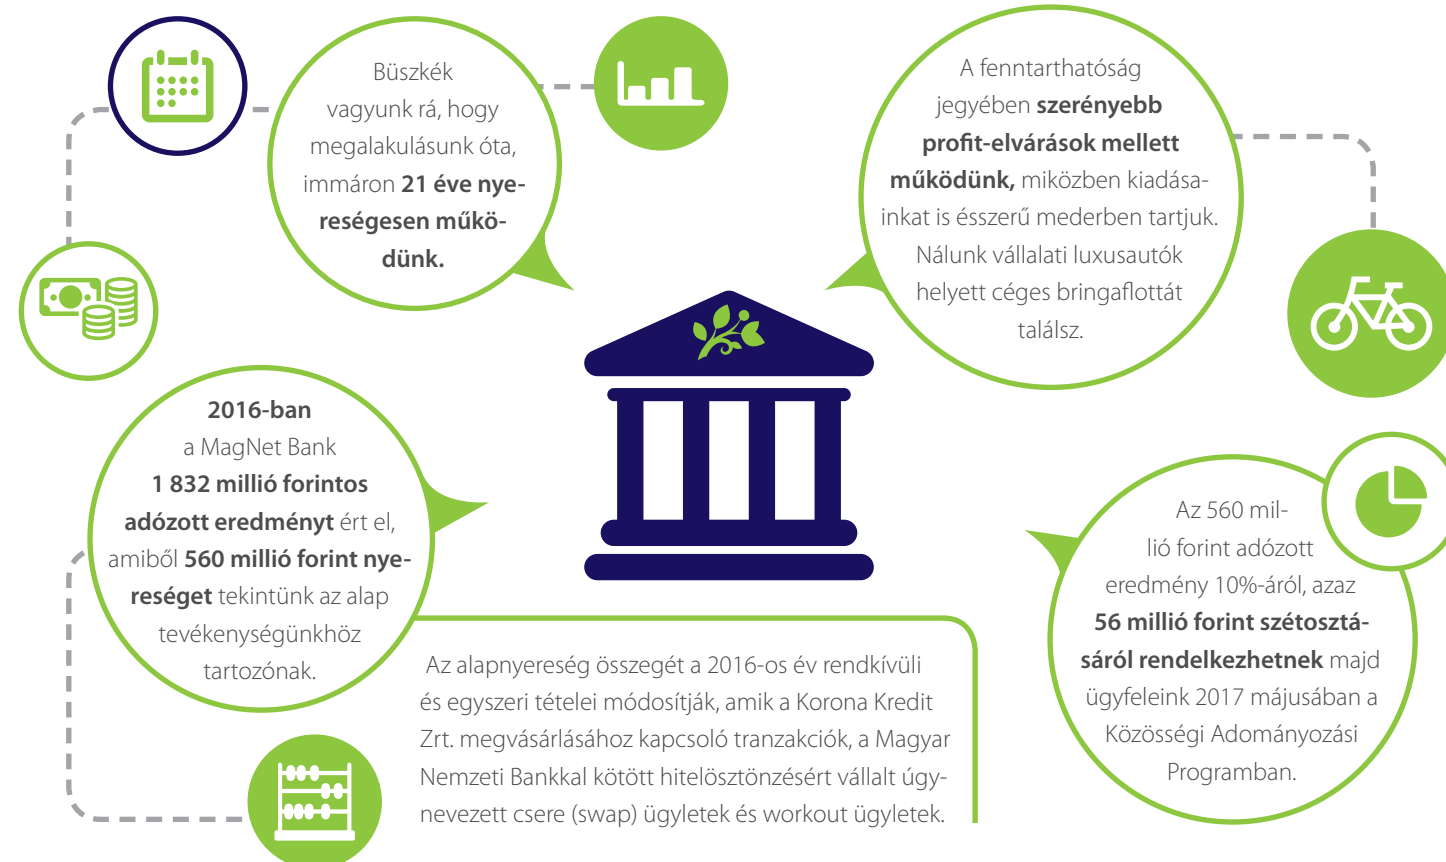 Büszkék
vagyunk rá, hogy
megalakulásunk óta,
immáron 21 éve nye-
reségesen műkö-
dünk.
A fenntarthatóság
jegyében szerényebb
profit-elvárások mellett
működünk, miközben kiadása-
inkat is ésszerű mederben tartjuk.
Nálunk vállalati luxusautók
helyett céges bringaflottát
találsz.
2016-ban
a MagNet Bank
1 832 millió forintos
adózott eredményt ért el,
amiből 560 millió forint nye-
reséget tekintünk az alap
tevékenységünkhöz
tartozónak.
Az alapnyereség összegét a 2016-os év rendkívüli
és egyszeri tételei módosítják, amik a Korona Kredit
Zrt. megvásárlásához kapcsoló tranzakciók, a Magyar
Nemzeti Bankkal kötött hitelösztönzésért vállalt úgy-
nevezett csere (swap) ügyletek és workout ügyletek.
Az 560 mil-
lió forint adózott
eredmény 10%-áról, azaz
56 millió forint szétosztá-
sáról rendelkezhetnek majd
ügyfeleink 2017 májusában a
Közösségi Adományozási
Programban.